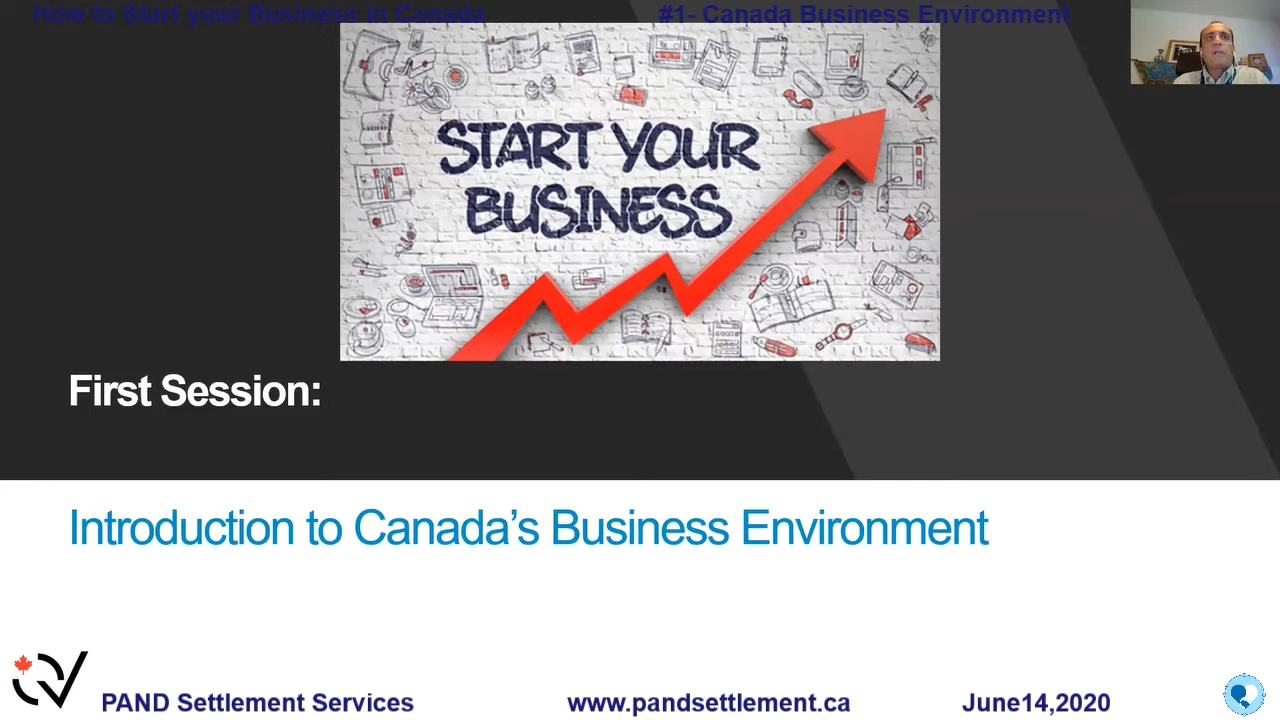 How to Start your Business in Canada
#1- Canada Business Environment
START YOUR
BUSINESS
First Session:
Introduction to Canada’s Business Environment
PAND Settlement Services
www.pandsettlement.ca
June14,2020